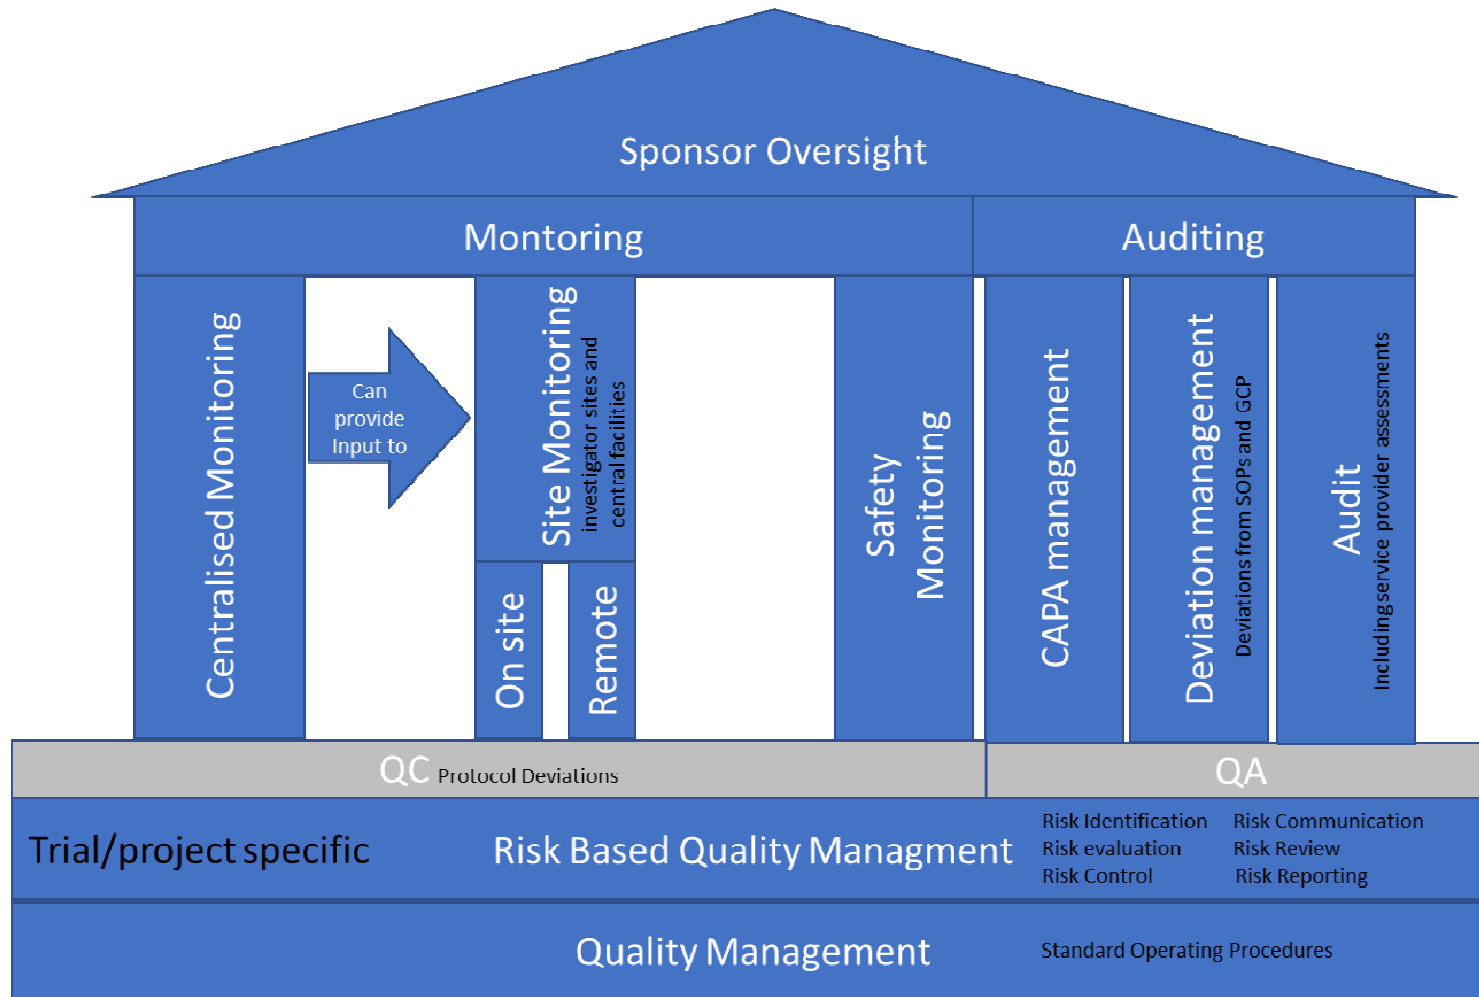 Sponsor Oversight
Montoring
Auditing
Centralised Monitoring
Can
provide
Input to
Site Monitoring
investigator sites and
central facilities
On site
Remote
Safety
Monitoring
CAPA management
Deviation management
Deviations from SOPs and GCP
Audit
Including service provider assessments
QC Protocol Deviations
QA
Trial/project specific
Risk Based Quality Managment
Risk Identification
Risk evaluation
Risk Control
Risk Communication
Risk Review
Risk Reporting
Quality Management
Standard Operating Procedures